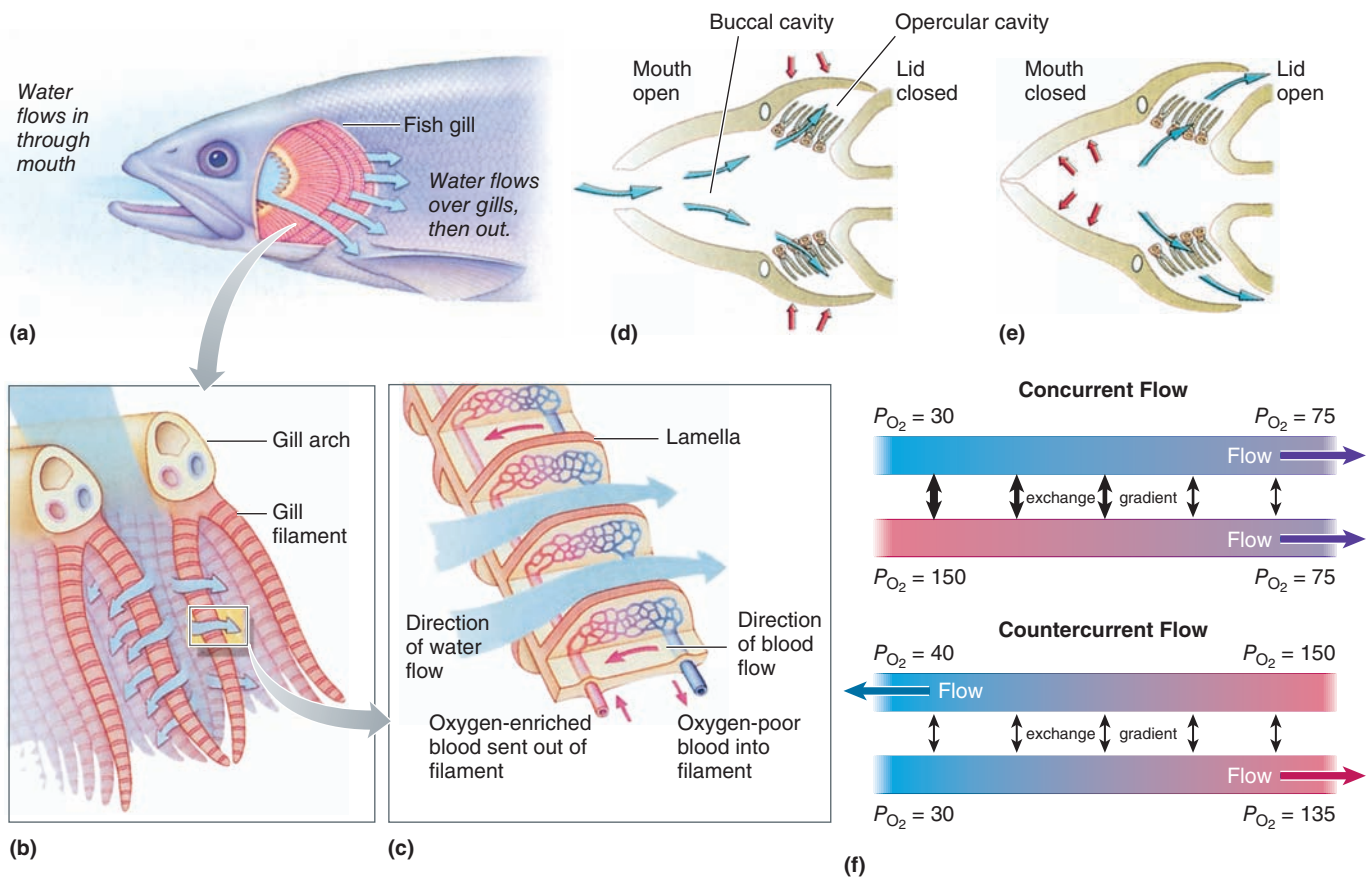 Water
flows in
through
mouth
Fish gill
Water flows
over gills,
then out.
(a)
Buccal cavity
Opercular cavity
Mouth
open
Lid
closed
(d)
Mouth
closed
Lid
open
(e)
Gill arch
Gill
filament
(b)
Lamella
Direction
of water
flow
Direction
of blood
flow
Oxygen-enriched
blood sent out of
filament
Oxygen-poor
blood into
filament
(c)
Concurrent Flow
PO2 = 30
PO2 = 75
Flow
exchange gradient
Flow
PO2 = 150
PO2 = 75
Countercurrent Flow
PO2 = 40
PO2 = 150
Flow
exchange gradient
Flow
PO2 = 30
PO2 = 135
(f)